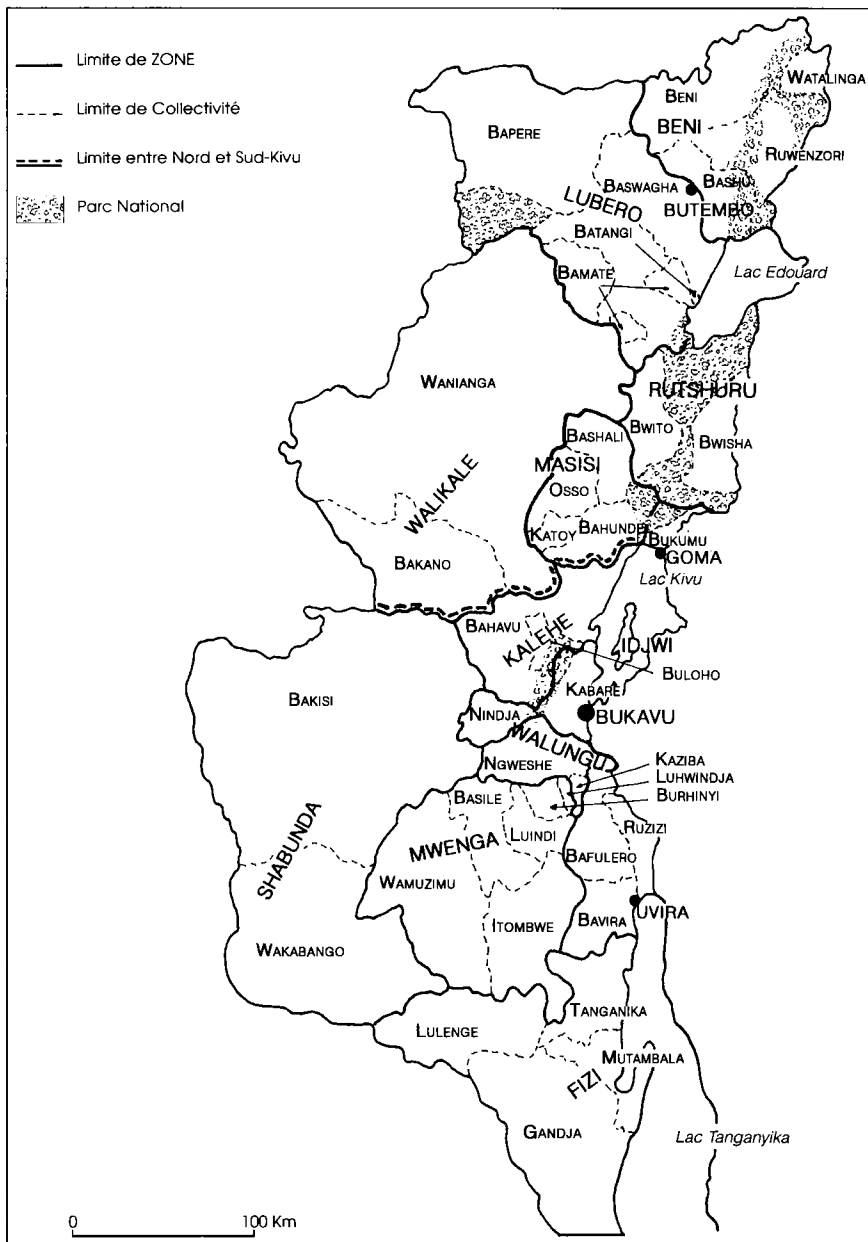 Limite de ZONE
Limite de Collectivité
Limite entre Nord et Sud-Kivu
Parc National
WATALINGA
BENI
BAPERE
BENI
RUWENZORI
BASWAGHA
BASHU
LUBERO
BUTEMBO
BATANGI
Lac Edouard
BAMATE
WANIANGA
RUTSHURU
BWITO
BASHALI
BWISHA
MASISI
WALIKALE
OSSO
KATOY
BAHUNDE
BUKUMU
GOMA
BAKANO
Lac Kivu
BAHAVU
KALEHE
IDJWI
BULOHO
BAKISI
KABARE
NINDJA
BUKAVU
WALUNGU
NGWESHE
KAZIBA
LUHWINDJA
BASILE
BURHINYI
LUINDI
RUZIZI
MWENGA
SHABUNDA
BAFULERO
WAMUZIMU
UVIRA
ITOMBWE
BAVIRA
WAKABANGO
TANGANIKA
LULENGE
MUTAMBALA
FIZI
GANDJA
Lac Tanganyika
0 100 Km